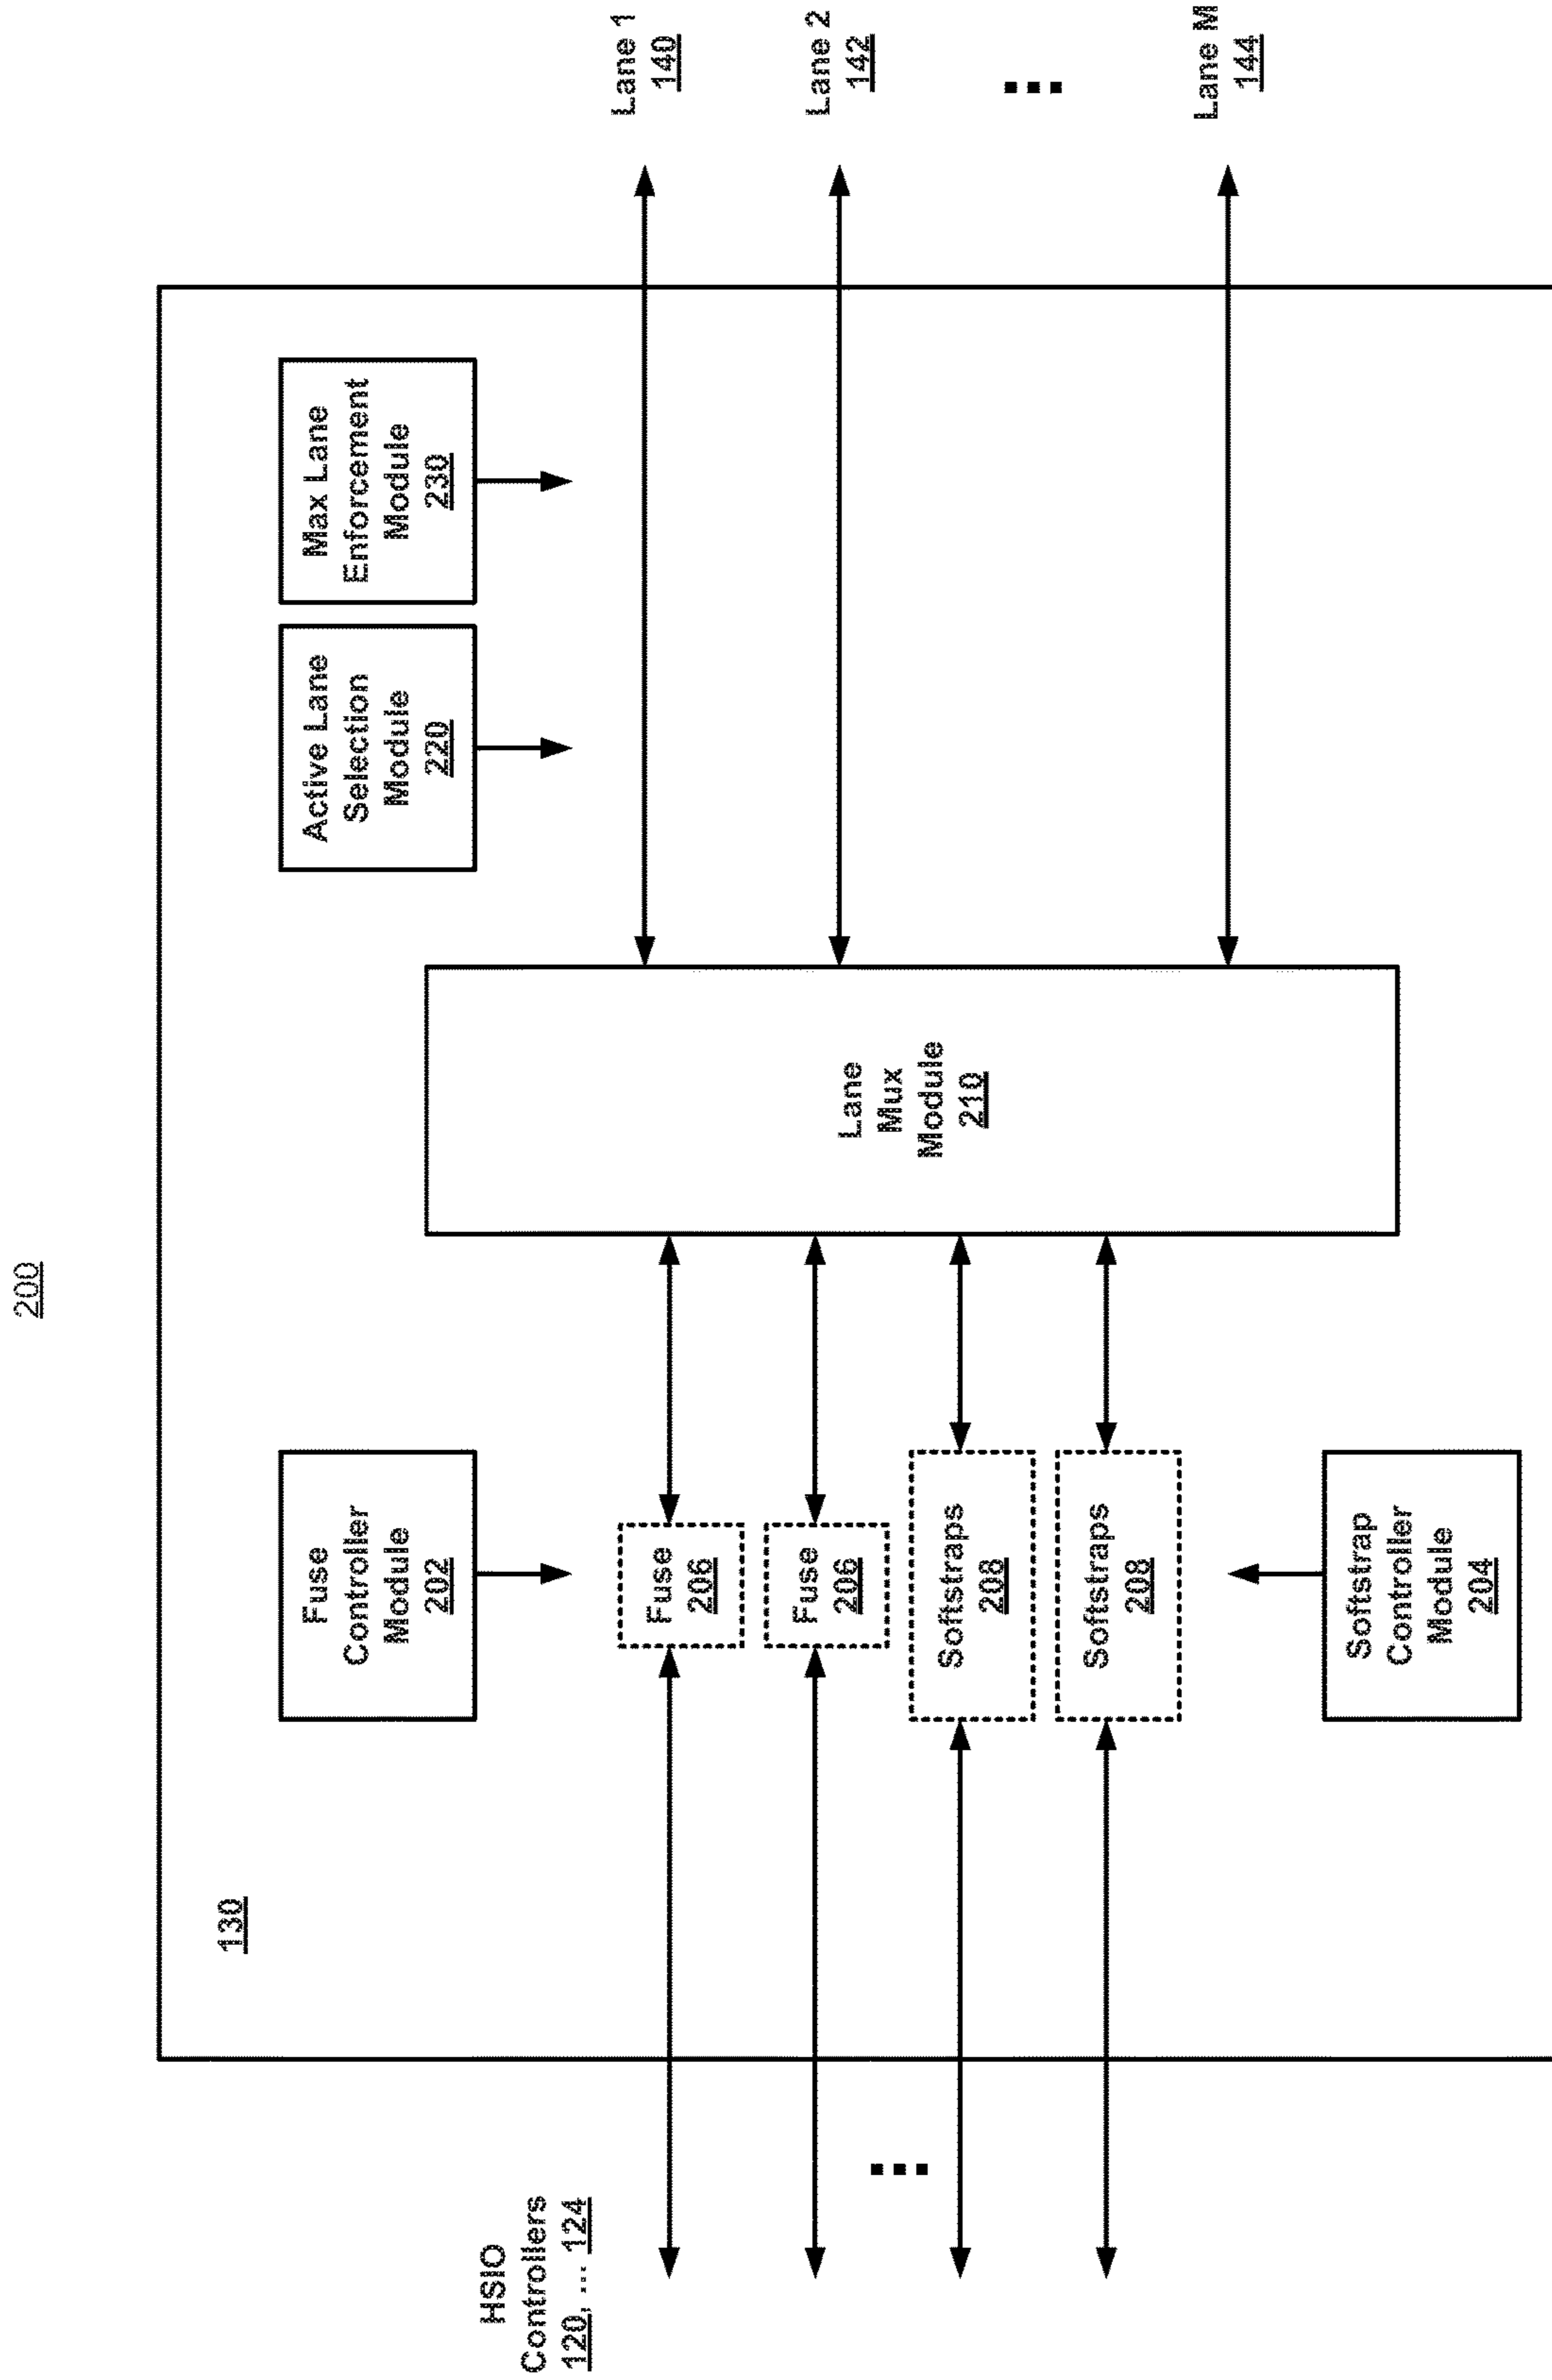 200
130
HSIO
Controllers
120, ... 124
Fuse
Controller
Module
202
Fuse
206
Fuse
206
Softstraps
208
Softstraps
208
Softstrap
Controller
Module
204
Lane
Mux
Module
210
Active Lane
Selection
Module
220
Max Lane
Enforcement
Module
230
Lane 1
140
Lane 2
142
...
Lane M
144